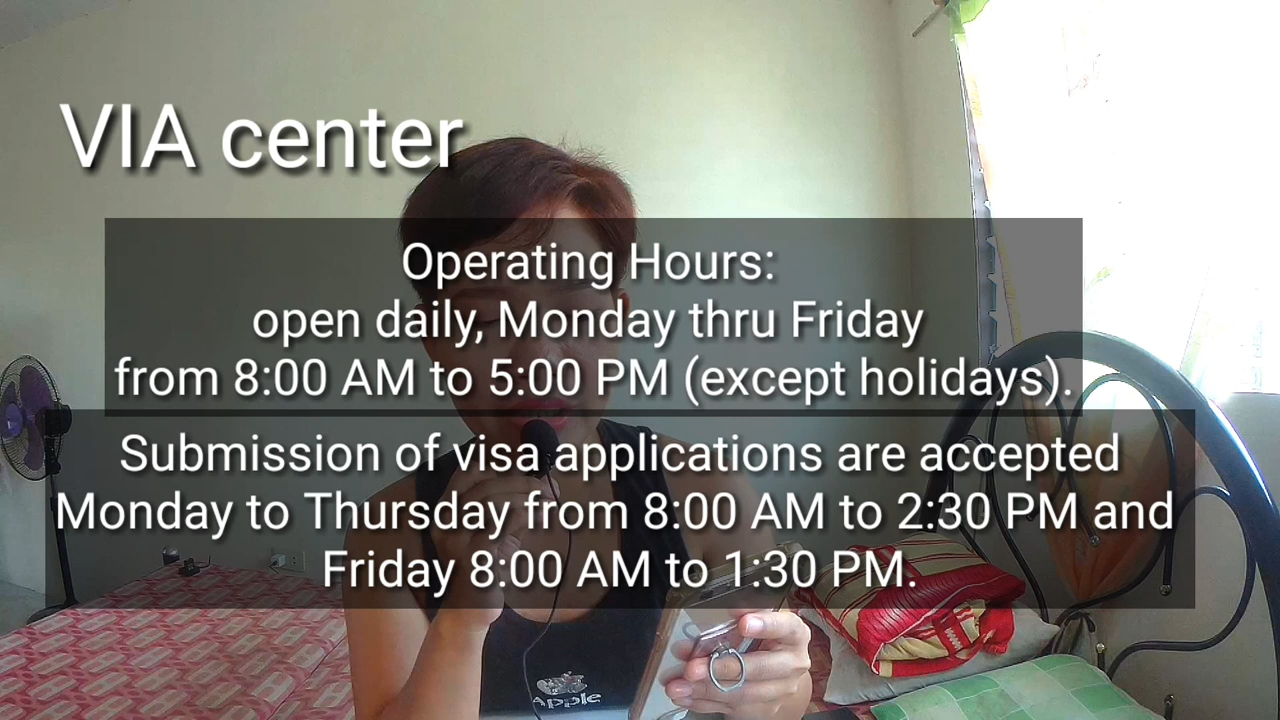 VIA center
Operating Hours:
open daily, Monday thru Friday
from 8:00 AM to 5:00 PM (except holidays).
Submission of visa applications are accepted
Monday to Thursday from 8:00 AM to 2:30 PM and
Friday 8:00 AM to 1:30 PM.
Apple